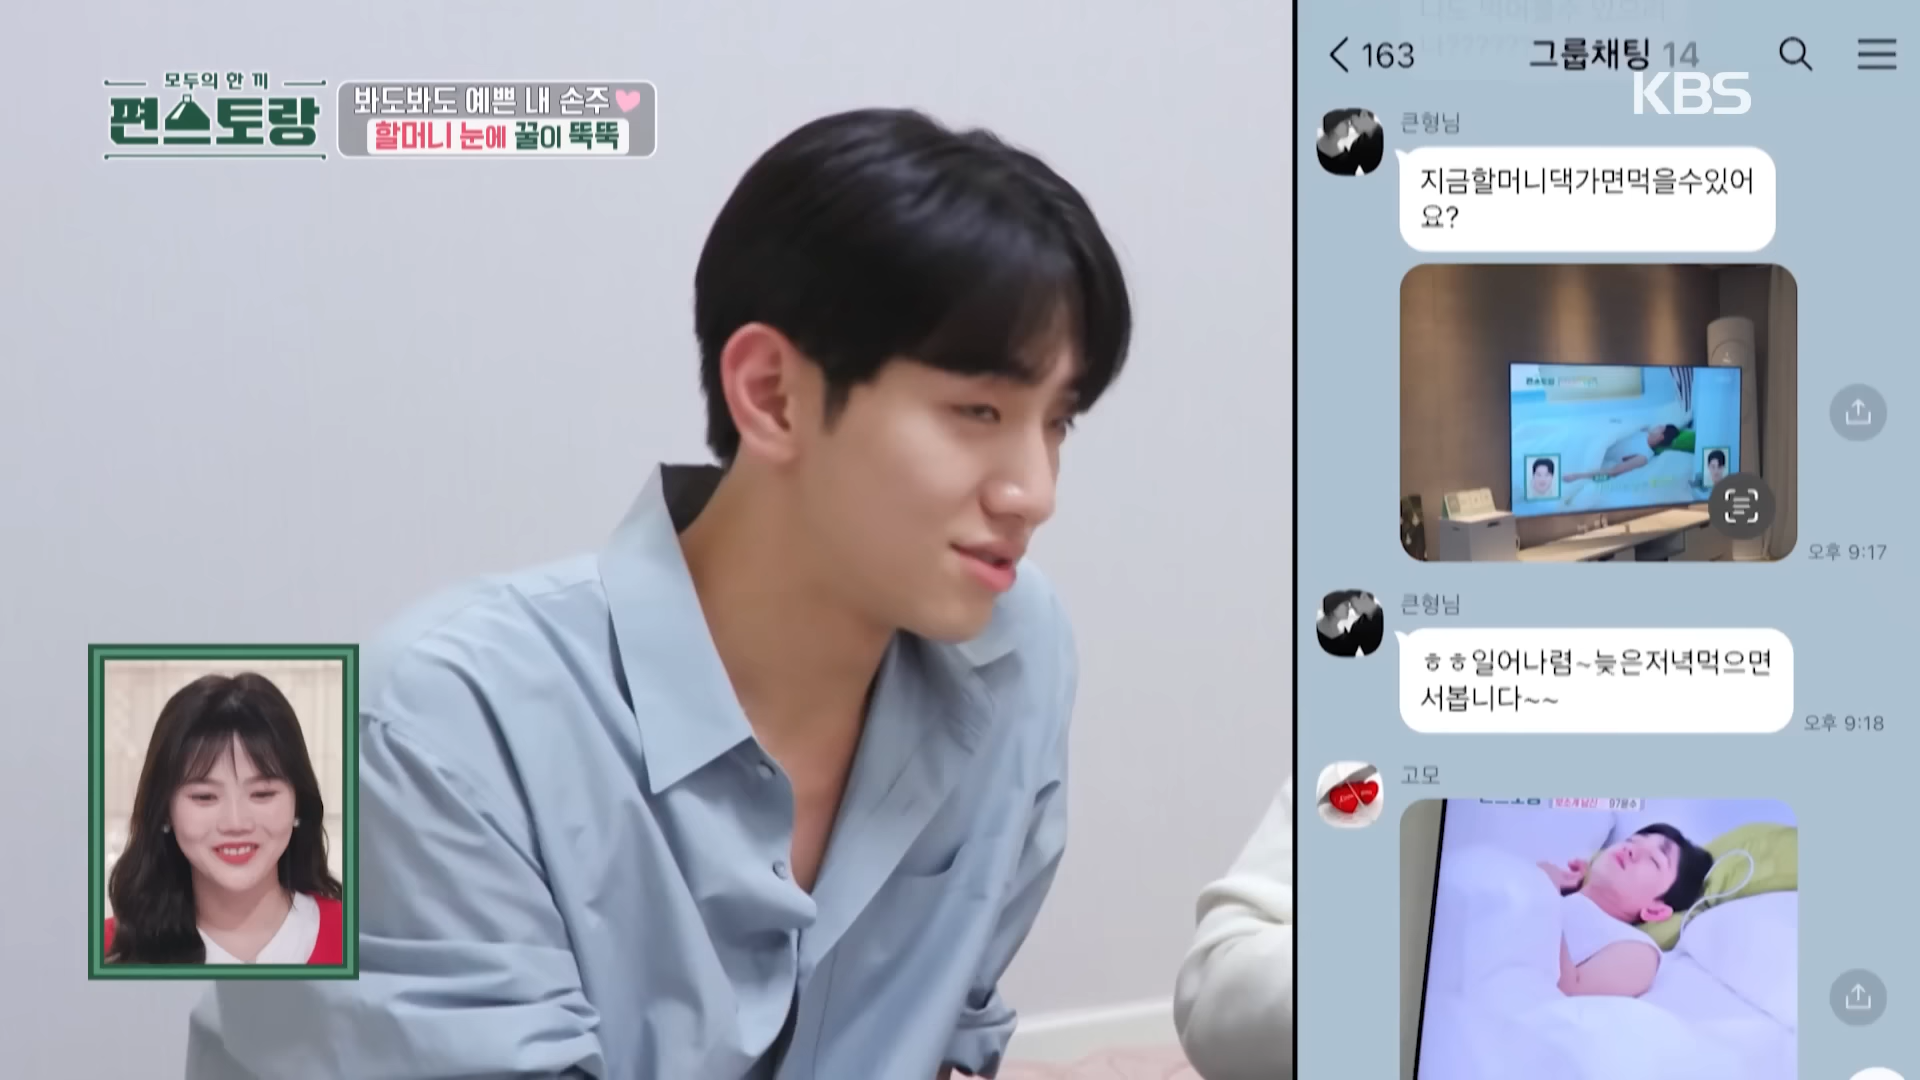 모두의 한 끼
편스토랑
봐도봐도 예쁜 내 손주
할머니 눈에 꿀이 뚝뚝
163
그룹채팅 14
KBS
큰형님
지금할머니댁가면먹을수있어
요?
편스토랑
오후 9:17
큰형님
ㅎㅎ일어나렴~늦은저녁먹으면
서봅니다~~
오후 9:18
고모